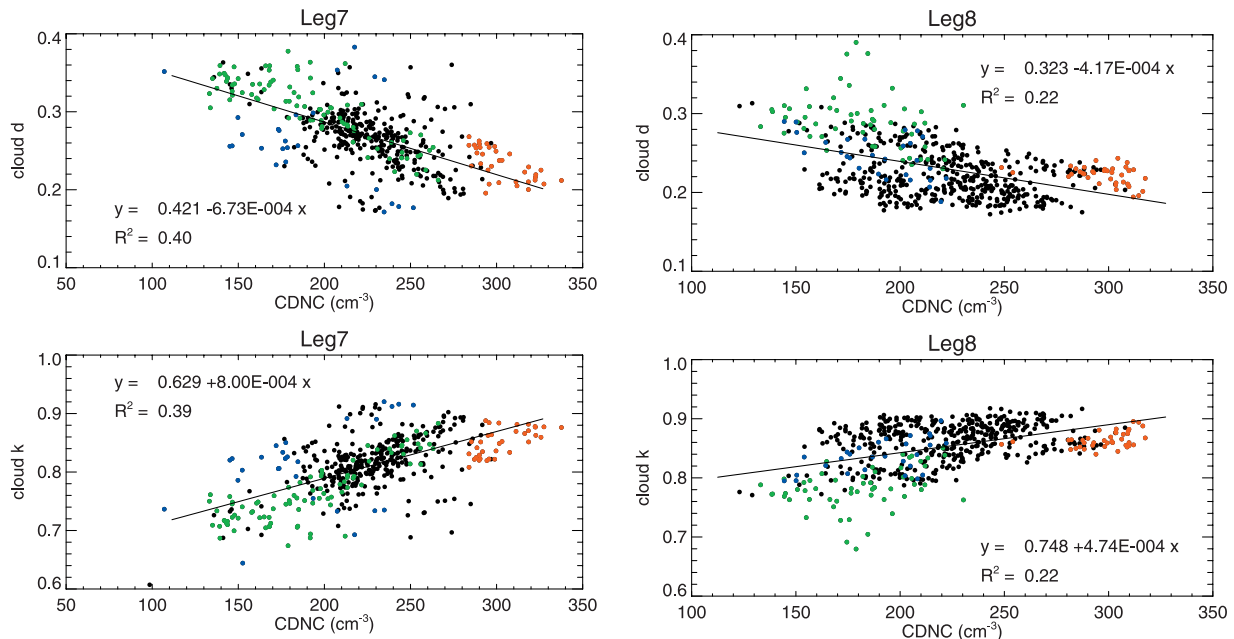 Leg7
0.4
0.3
0.2
0.1
cloud d
y = 0.421 -6.73E-004 x
R² = 0.40
50 100 150 200 250 300 350
CDNC (cm⁻³)
Leg8
0.4
0.3
0.2
0.1
cloud d
y = 0.323 -4.17E-004 x
R² = 0.22
100 150 200 250 300 350
CDNC (cm⁻³)
Leg7
1.0
0.9
0.8
0.7
0.6
cloud k
y = 0.629 +8.00E-004 x
R² = 0.39
50 100 150 200 250 300 350
CDNC (cm⁻³)
Leg8
1.0
0.9
0.8
0.7
0.6
cloud k
y = 0.748 +4.74E-004 x
R² = 0.22
100 150 200 250 300 350
CDNC (cm⁻³)